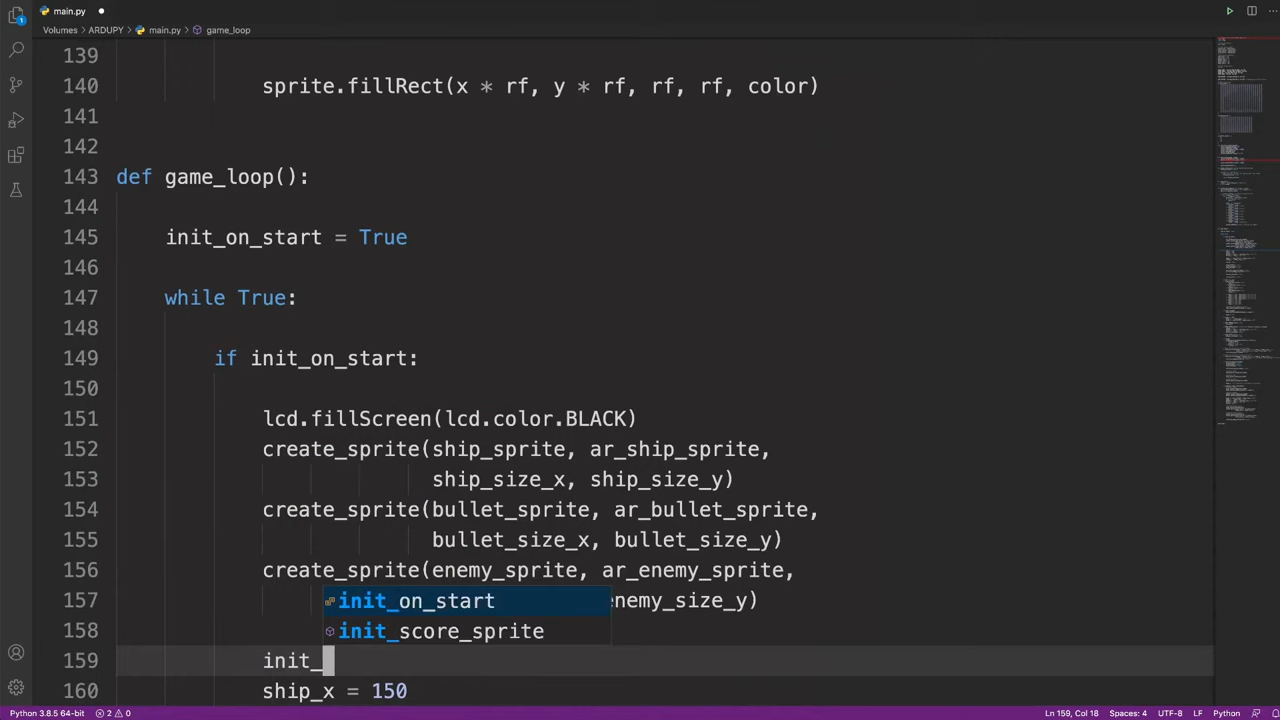 main.py
1
Volumes > ARDUPY > main.py > game_loop
139
140 sprite.fillRect(x * rf, y * rf, rf, rf, color)
141
142
143 def game_loop():
144
145 init_on_start = True
146
147 while True:
148
149 if init_on_start:
150
151 lcd.fillScreen(lcd.color.BLACK)
152 create_sprite(ship_sprite, ar_ship_sprite,
153 ship_size_x, ship_size_y)
154 create_sprite(bullet_sprite, ar_bullet_sprite,
155 bullet_size_x, bullet_size_y)
156 create_sprite(enemy_sprite, ar_enemy_sprite,
157 init_on_start enemy_size_y)
158 init_score_sprite
159 init_
160 ship_x = 150
Python 3.8.5 64-bit 2 0 Ln 159, Col 18 Spaces: 4 UTF-8 LF Python